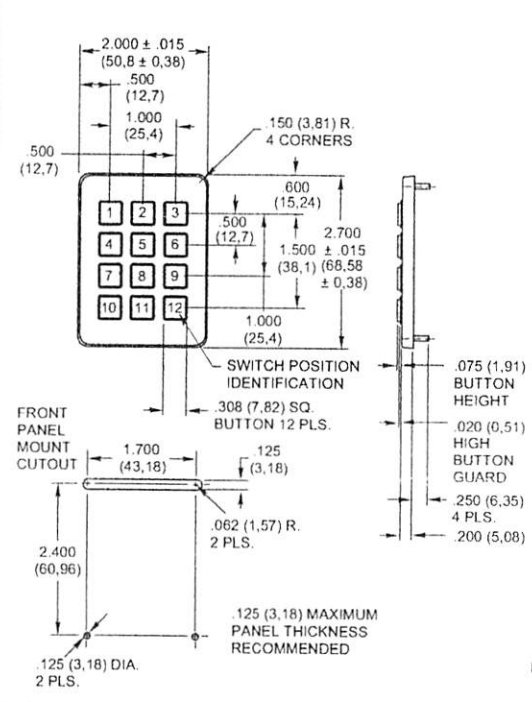 2.000 ± .015
(50,8 ± 0,38)
.500
(12,7)
1.000
(25,4)
.500
(12,7)
.150 (3,81) R.
4 CORNERS
.600
(15,24)
.500
(12,7)
1.500
(38,1)
2.700
± .015
(68,58
± 0,38)
1.000
(25,4)
1 2 3
4 5 6
7 8 9
10 11 12
SWITCH POSITION
IDENTIFICATION
.308 (7,82) SQ.
BUTTON 12 PLS.
.075 (1,91)
BUTTON
HEIGHT
.020 (0,51)
HIGH
BUTTON
GUARD
.250 (6,35)
4 PLS.
.200 (5,08)
FRONT
PANEL
MOUNT
CUTOUT
1.700
(43,18)
.125
(3,18)
.062 (1,57) R.
2 PLS.
2.400
(60,96)
.125 (3,18) DIA.
2 PLS.
.125 (3,18) MAXIMUM
PANEL THICKNESS
RECOMMENDED